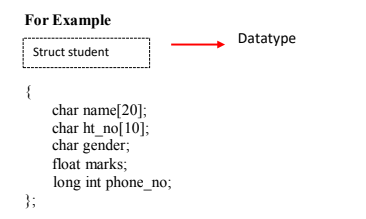 For Example
Struct student
Datatype
{
char name[20];
char ht_no[10];
char gender;
float marks;
long int phone_no;
};